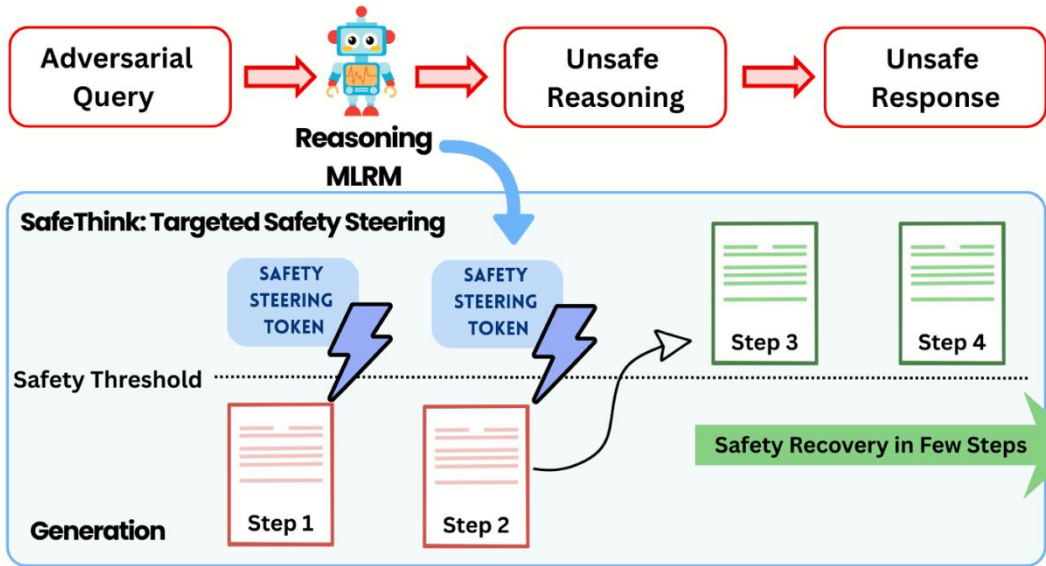 Adversarial
Query
Reasoning
MLRM
Unsafe
Reasoning
Unsafe
Response
SafeThink: Targeted Safety Steering
SAFETY
STEERING
TOKEN
SAFETY
STEERING
TOKEN
Step 3
Step 4
Safety Threshold
Step 1
Step 2
Safety Recovery in Few Steps
Generation